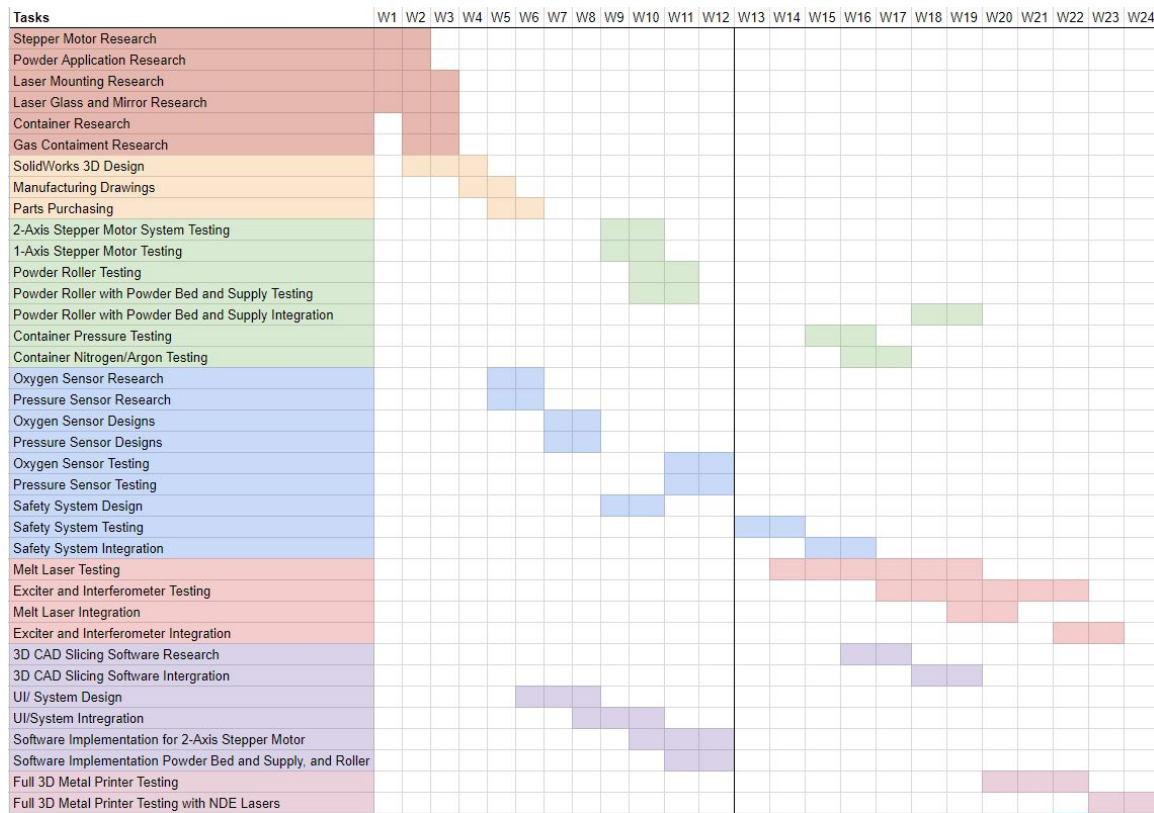 Tasks W1 W2 W3 W4 W5 W6 W7 W8 W9 W10 W11 W12 W13 W14 W15 W16 W17 W18 W19 W20 W21 W22 W23 W24
Stepper Motor Research
Powder Application Research
Laser Mounting Research
Laser Glass and Mirror Research
Container Research
Gas Contaiment Research
SolidWorks 3D Design
Manufacturing Drawings
Parts Purchasing
2-Axis Stepper Motor System Testing
1-Axis Stepper Motor Testing
Powder Roller Testing
Powder Roller with Powder Bed and Supply Testing
Powder Roller with Powder Bed and Supply Integration
Container Pressure Testing
Container Nitrogen/Argon Testing
Oxygen Sensor Research
Pressure Sensor Research
Oxygen Sensor Designs
Pressure Sensor Designs
Oxygen Sensor Testing
Pressure Sensor Testing
Safety System Design
Safety System Testing
Safety System Integration
Melt Laser Testing
Exciter and Interferometer Testing
Melt Laser Integration
Exciter and Interferometer Integration
3D CAD Slicing Software Research
3D CAD Slicing Software Intergration
UI/ System Design
UI/System Intregration
Software Implementation for 2-Axis Stepper Motor
Software Implementation Powder Bed and Supply, and Roller
Full 3D Metal Printer Testing
Full 3D Metal Printer Testing with NDE Lasers